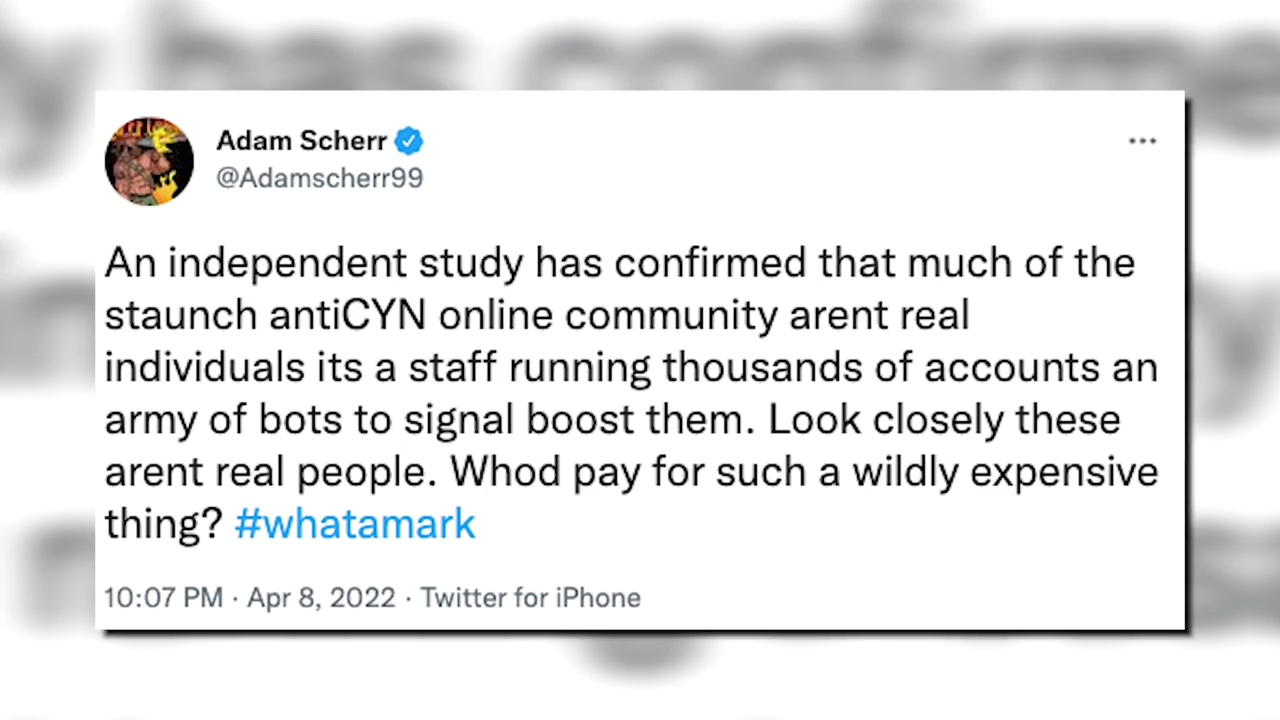 Adam Scherr
@Adamscherr99
An independent study has confirmed that much of the
staunch antiCYN online community arent real
individuals its a staff running thousands of accounts an
army of bots to signal boost them. Look closely these
arent real people. Whod pay for such a wildly expensive
thing? #whatamark
10:07 PM · Apr 8, 2022 · Twitter for iPhone